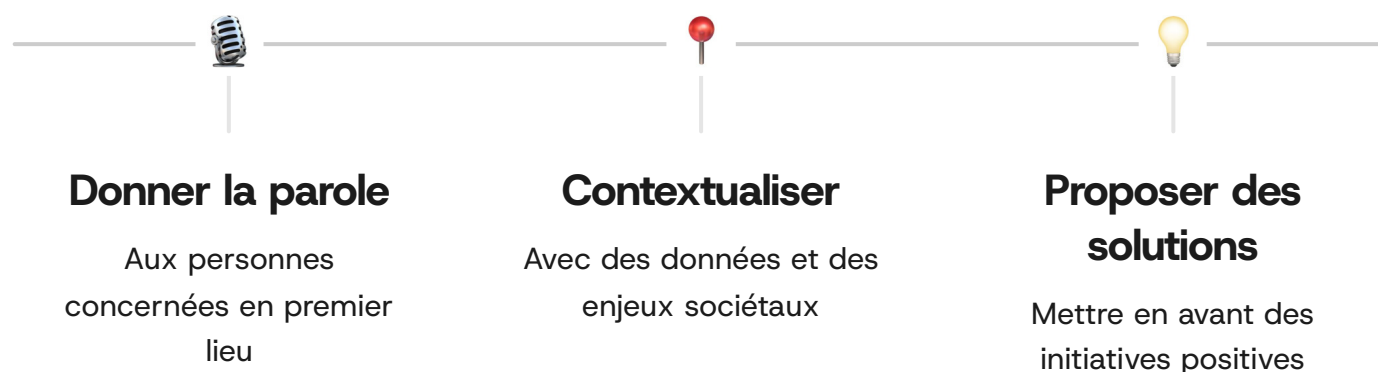 Donner la parole
Aux personnes
concernées en premier
lieu
Contextualiser
Avec des données et des
enjeux sociétaux
Proposer des
solutions
Mettre en avant des
initiatives positives